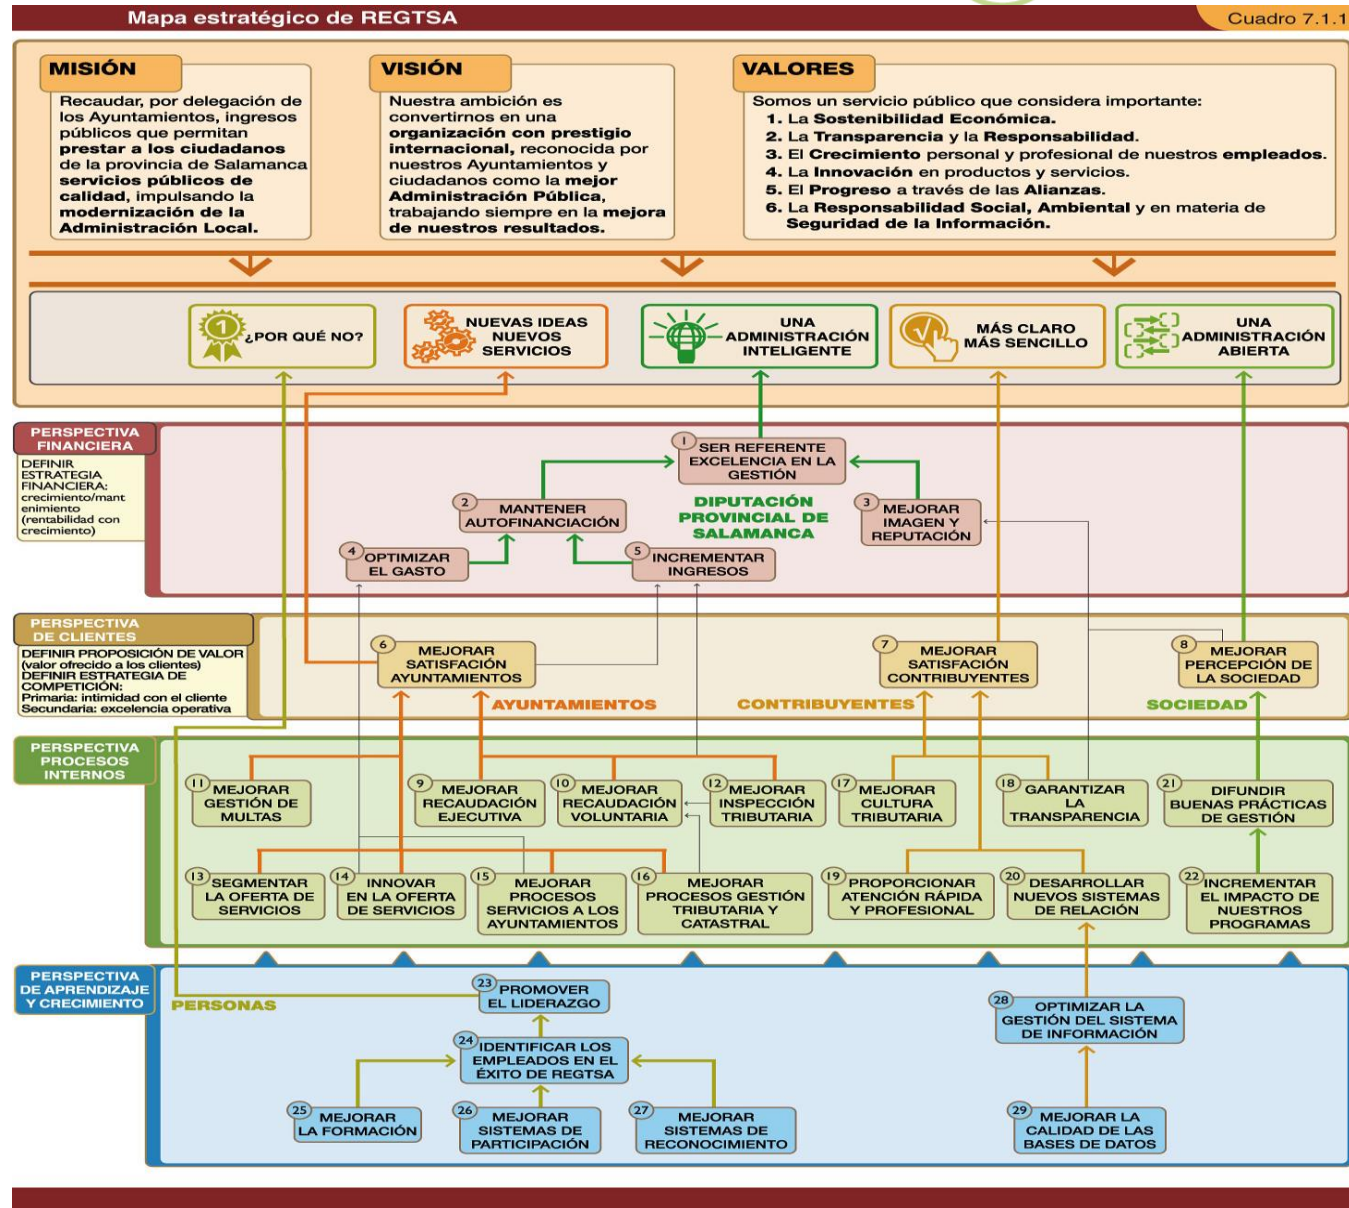 Mapa estratégico de REGTSA
Cuadro 7.1.1
MISIÓN
Recaudar, por delegación de
los Ayuntamientos, ingresos
públicos que permitan
prestar a los ciudadanos
de la provincia de Salamanca
servicios públicos de
calidad, impulsando la
modernización de la
Administración Local.
VISIÓN
Nuestra ambición es
convertirnos en una
organización con prestigio
internacional, reconocida por
nuestros Ayuntamientos y
ciudadanos como la mejor
Administración Pública,
trabajando siempre en la mejora
de nuestros resultados.
VALORES
Somos un servicio público que considera importante:
1. La Sostenibilidad Económica.
2. La Transparencia y la Responsabilidad.
3. El Crecimiento personal y profesional de nuestros empleados.
4. La Innovación en productos y servicios.
5. El Progreso a través de las Alianzas.
6. La Responsabilidad Social, Ambiental y en materia de
Seguridad de la Información.
1
¿POR QUÉ NO?
NUEVAS IDEAS
NUEVOS
SERVICIOS
UNA
ADMINISTRACIÓN
INTELIGENTE
MÁS CLARO
MÁS SENCILLO
UNA
ADMINISTRACIÓN
ABIERTA
PERSPECTIVA
FINANCIERA
DEFINIR
ESTRATEGIA
FINANCIERA:
crecimiento/mant
enimiento
(rentabilidad con
crecimiento)
1
SER REFERENTE
EXCELENCIA EN LA
GESTIÓN
2
MANTENER
AUTOFINANCIACIÓN
DIPUTACIÓN
PROVINCIAL DE
SALAMANCA
3
MEJORAR
IMAGEN Y
REPUTACIÓN
4
OPTIMIZAR
EL GASTO
5
INCREMENTAR
INGRESOS
PERSPECTIVA
DE CLIENTES
DEFINIR PROPOSICIÓN DE VALOR
(valor ofrecido a los clientes)
DEFINIR ESTRATEGIA DE
COMPETICIÓN:
Primaria: intimidad con el cliente
Secundaria: excelencia operativa
6
MEJORAR
SATISFACCIÓN
AYUNTAMIENTOS
7
MEJORAR
SATISFACCIÓN
CONTRIBUYENTES
8
MEJORAR
PERCEPCIÓN DE
LA SOCIEDAD
AYUNTAMIENTOS
CONTRIBUYENTES
SOCIEDAD
PERSPECTIVA
PROCESOS
INTERNOS
11
MEJORAR
GESTIÓN DE
MULTAS
9
MEJORAR
RECAUDACIÓN
EJECUTIVA
10
MEJORAR
RECAUDACIÓN
VOLUNTARIA
12
MEJORAR
INSPECCIÓN
TRIBUTARIA
17
MEJORAR
CULTURA
TRIBUTARIA
18
GARANTIZAR
LA
TRANSPARENCIA
21
DIFUNDIR
BUENAS PRÁCTICAS
DE GESTIÓN
13
SEGMENTAR
LA OFERTA DE
SERVICIOS
14
INNOVAR
EN LA OFERTA
DE SERVICIOS
15
MEJORAR
PROCESOS
SERVICIOS A LOS
AYUNTAMIENTOS
16
MEJORAR
PROCESOS GESTIÓN
TRIBUTARIA Y
CATASTRAL
19
PROPORCIONAR
ATENCIÓN RÁPIDA
Y PROFESIONAL
20
DESARROLLAR
NUEVOS SISTEMAS
DE RELACIÓN
22
INCREMENTAR
EL IMPACTO DE
NUESTROS
PROGRAMAS
PERSPECTIVA
DE APRENDIZAJE
Y CRECIMIENTO
PERSONAS
23
PROMOVER
EL LIDERAZGO
24
IDENTIFICAR LOS
EMPLEADOS EN EL
ÉXITO DE REGTSA
28
OPTIMIZAR LA
GESTIÓN DEL SISTEMA
DE INFORMACIÓN
25
MEJORAR
LA FORMACIÓN
26
MEJORAR
SISTEMAS DE
PARTICIPACIÓN
27
MEJORAR
SISTEMAS DE
RECONOCIMIENTO
29
MEJORAR LA
CALIDAD DE LAS
BASES DE DATOS